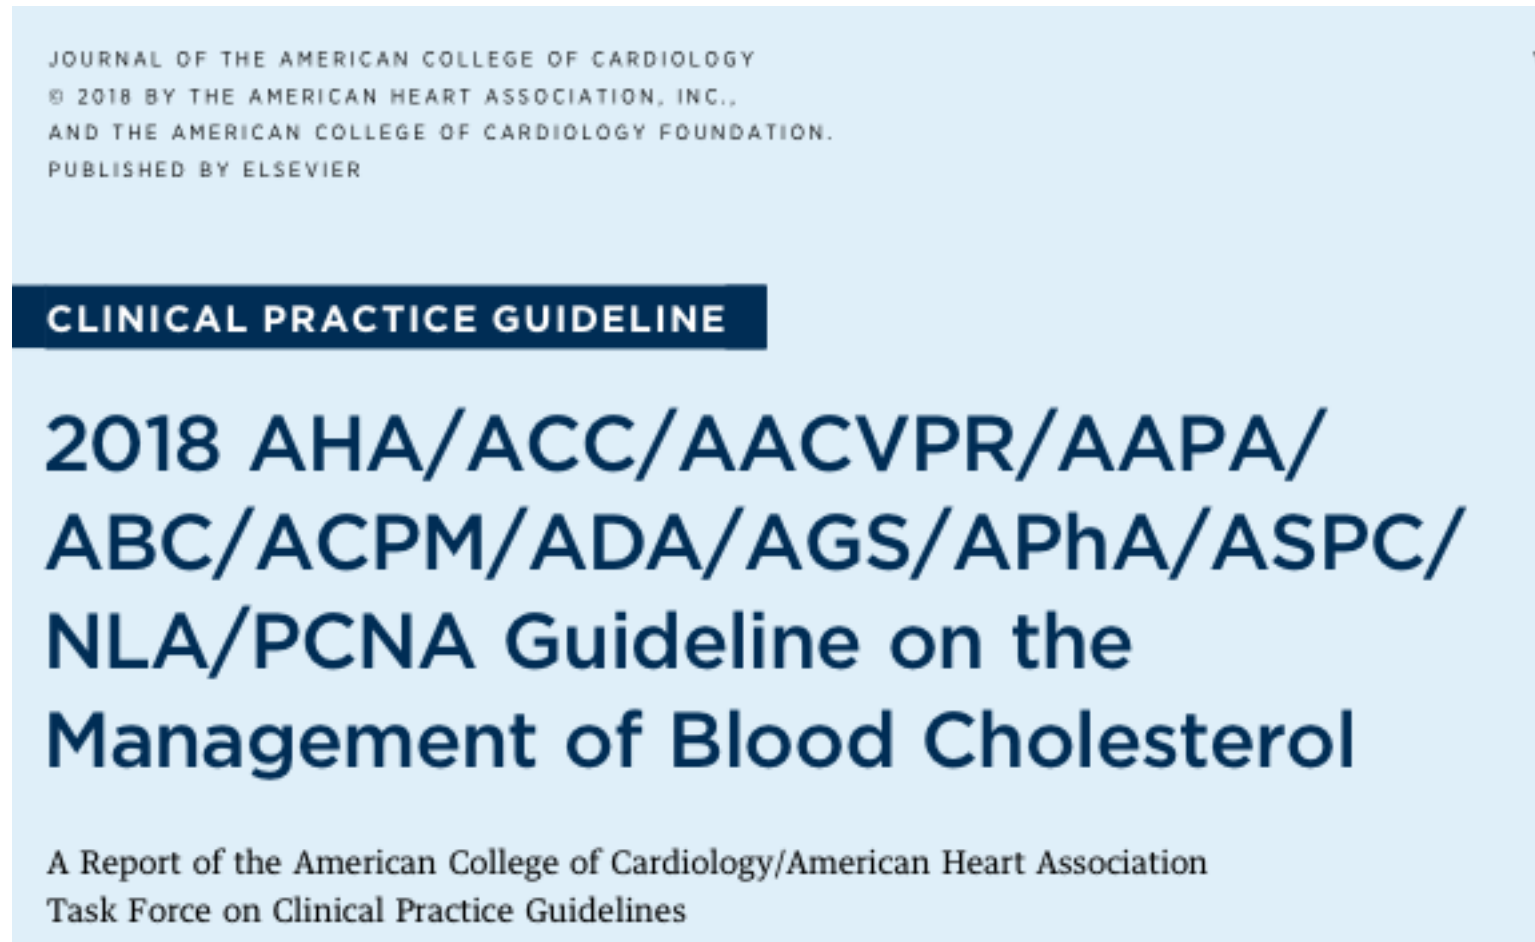 JOURNAL OF THE AMERICAN COLLEGE OF CARDIOLOGY
© 2018 BY THE AMERICAN HEART ASSOCIATION, INC.,
AND THE AMERICAN COLLEGE OF CARDIOLOGY FOUNDATION.
PUBLISHED BY ELSEVIER
CLINICAL PRACTICE GUIDELINE
2018 AHA/ACC/AACVPR/AAPA/
ABC/ACPM/ADA/AGS/APhA/ASPC/
NLA/PCNA Guideline on the
Management of Blood Cholesterol
A Report of the American College of Cardiology/American Heart Association
Task Force on Clinical Practice Guidelines